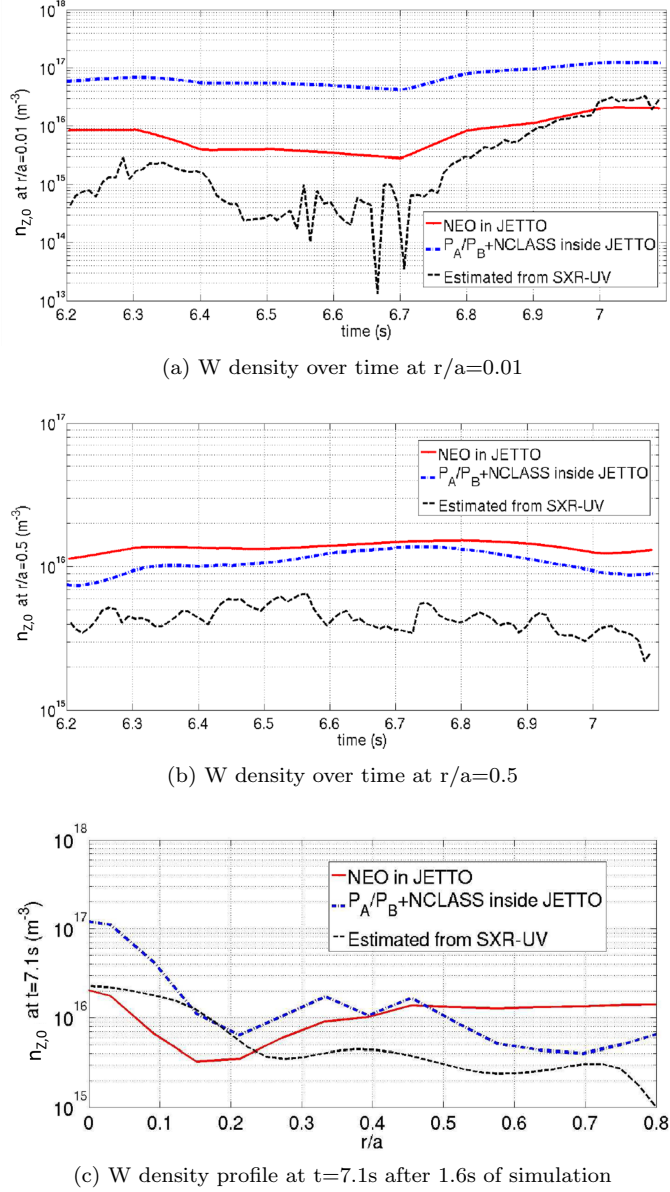 10^18
10^17
10^16
10^15
10^14
10^13
n_Z,0 at r/a=0.01 (m^-3)
NEO in JETTO
P_A/P_B+NCLASS inside JETTO
Estimated from SXR-UV
6.2 6.3 6.4 6.5 6.6 6.7 6.8 6.9 7
time (s)
(a) W density over time at r/a=0.01
10^17
10^16
10^15
n_Z,0 at r/a=0.5 (m^-3)
NEO in JETTO
P_A/P_B+NCLASS inside JETTO
Estimated from SXR-UV
6.2 6.3 6.4 6.5 6.6 6.7 6.8 6.9 7
time (s)
(b) W density over time at r/a=0.5
10^18
10^17
10^16
10^15
n_Z,0 at t=7.1s (m^-3)
NEO in JETTO
P_A/P_B+NCLASS inside JETTO
Estimated from SXR-UV
0 0.1 0.2 0.3 0.4 0.5 0.6 0.7 0.8
r/a
(c) W density profile at t=7.1s after 1.6s of simulation